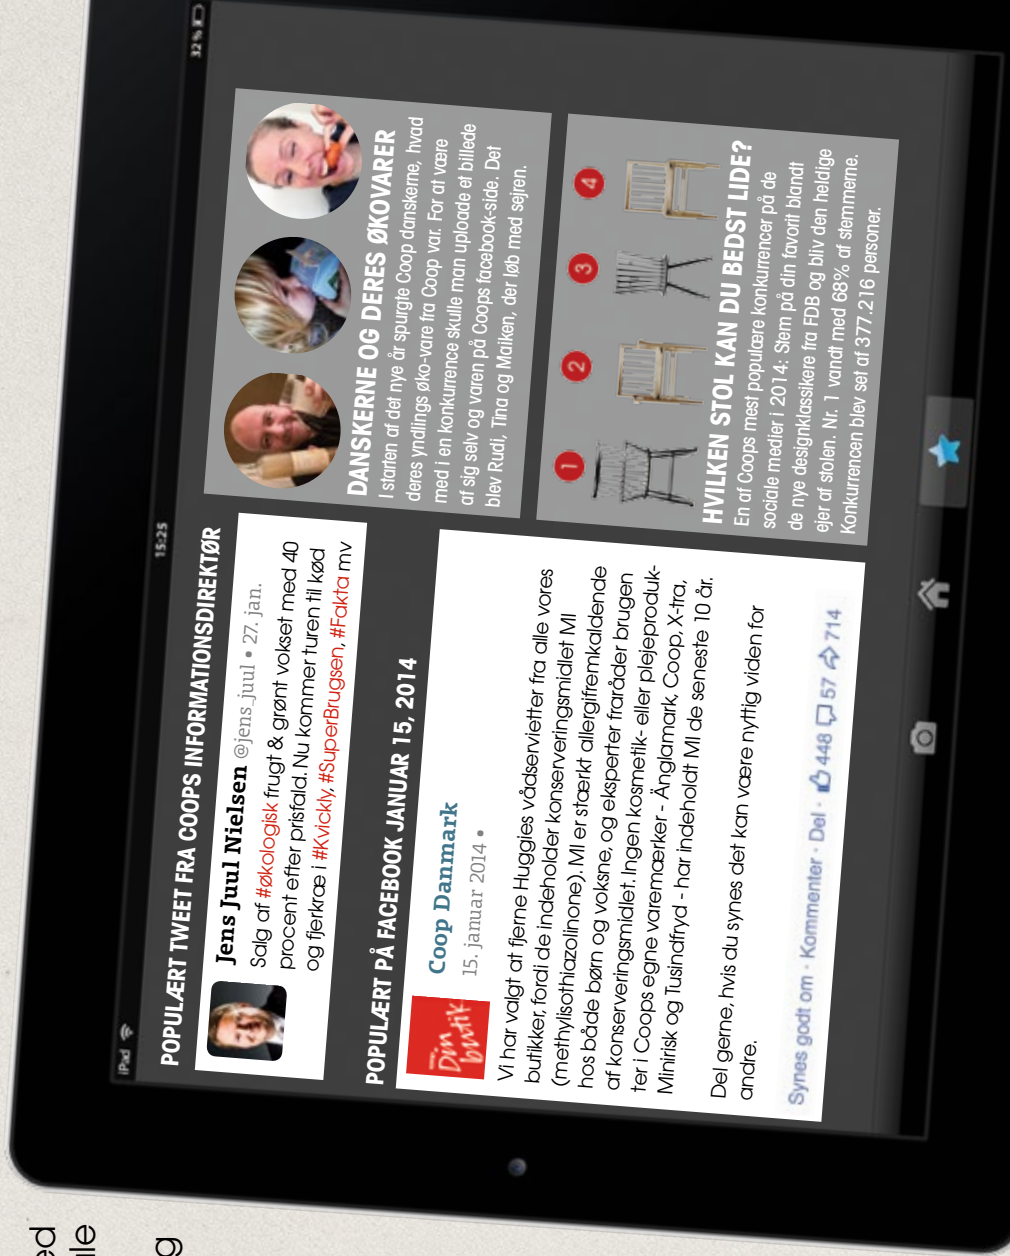 ed
le
g
iPad
15:25
32 %
POPULÆRT TWEET FRA COOPS INFORMATIONSDIREKTØR
Jens Juul Nielsen @jens_juul • 27. jan.
Salg af #økologisk frugt & grønt vokset med 40
procent efter prisfald. Nu kommer turen til kød
og fjerkræ i #Kvickly, #SuperBrugsen, #Fakta mv
POPULÆRT PÅ FACEBOOK JANUAR 15, 2014
Din
butik
Coop Danmark
15. januar 2014 •
Vi har valgt at fjerne Huggies vådservietter fra alle vores
butikker, fordi de indeholder konserveringsmidlet MI
(methylisothiazolinone). MI er stærkt allergifremkaldende
hos både børn og voksne, og eksperter fraråder brugen
af konserveringsmidlet. Ingen kosmetik- eller plejeproduk-
ter i Coops egne varemærker - Änglamark, Coop, X-tra,
Minirisk og Tusindfryd - har indeholdt MI de seneste 10 år.
Del gerne, hvis du synes det kan være nyttig viden for
andre.
Synes godt om · Kommenter · Del · 448 57 714
DANSKERNE OG DERES ØKOVARER
I starten af det nye år spurgte Coop danskerne, hvad
deres yndlings øko-vare fra Coop var. For at være
med i en konkurrence skulle man uploade et billede
af sig selv og varen på Coops facebook-side. Det
blev Rudi, Tina og Maiken, der løb med sejren.
1
2
3
4
HVILKEN STOL KAN DU BEDST LIDE?
En af Coops mest populære konkurrencer på de
sociale medier i 2014: Stem på din favorit blandt
de nye designklassikere fra FDB og bliv den heldige
ejer af stolen. Nr. 1 vandt med 68% af stemmerne.
Konkurrencen blev set af 377.216 personer.